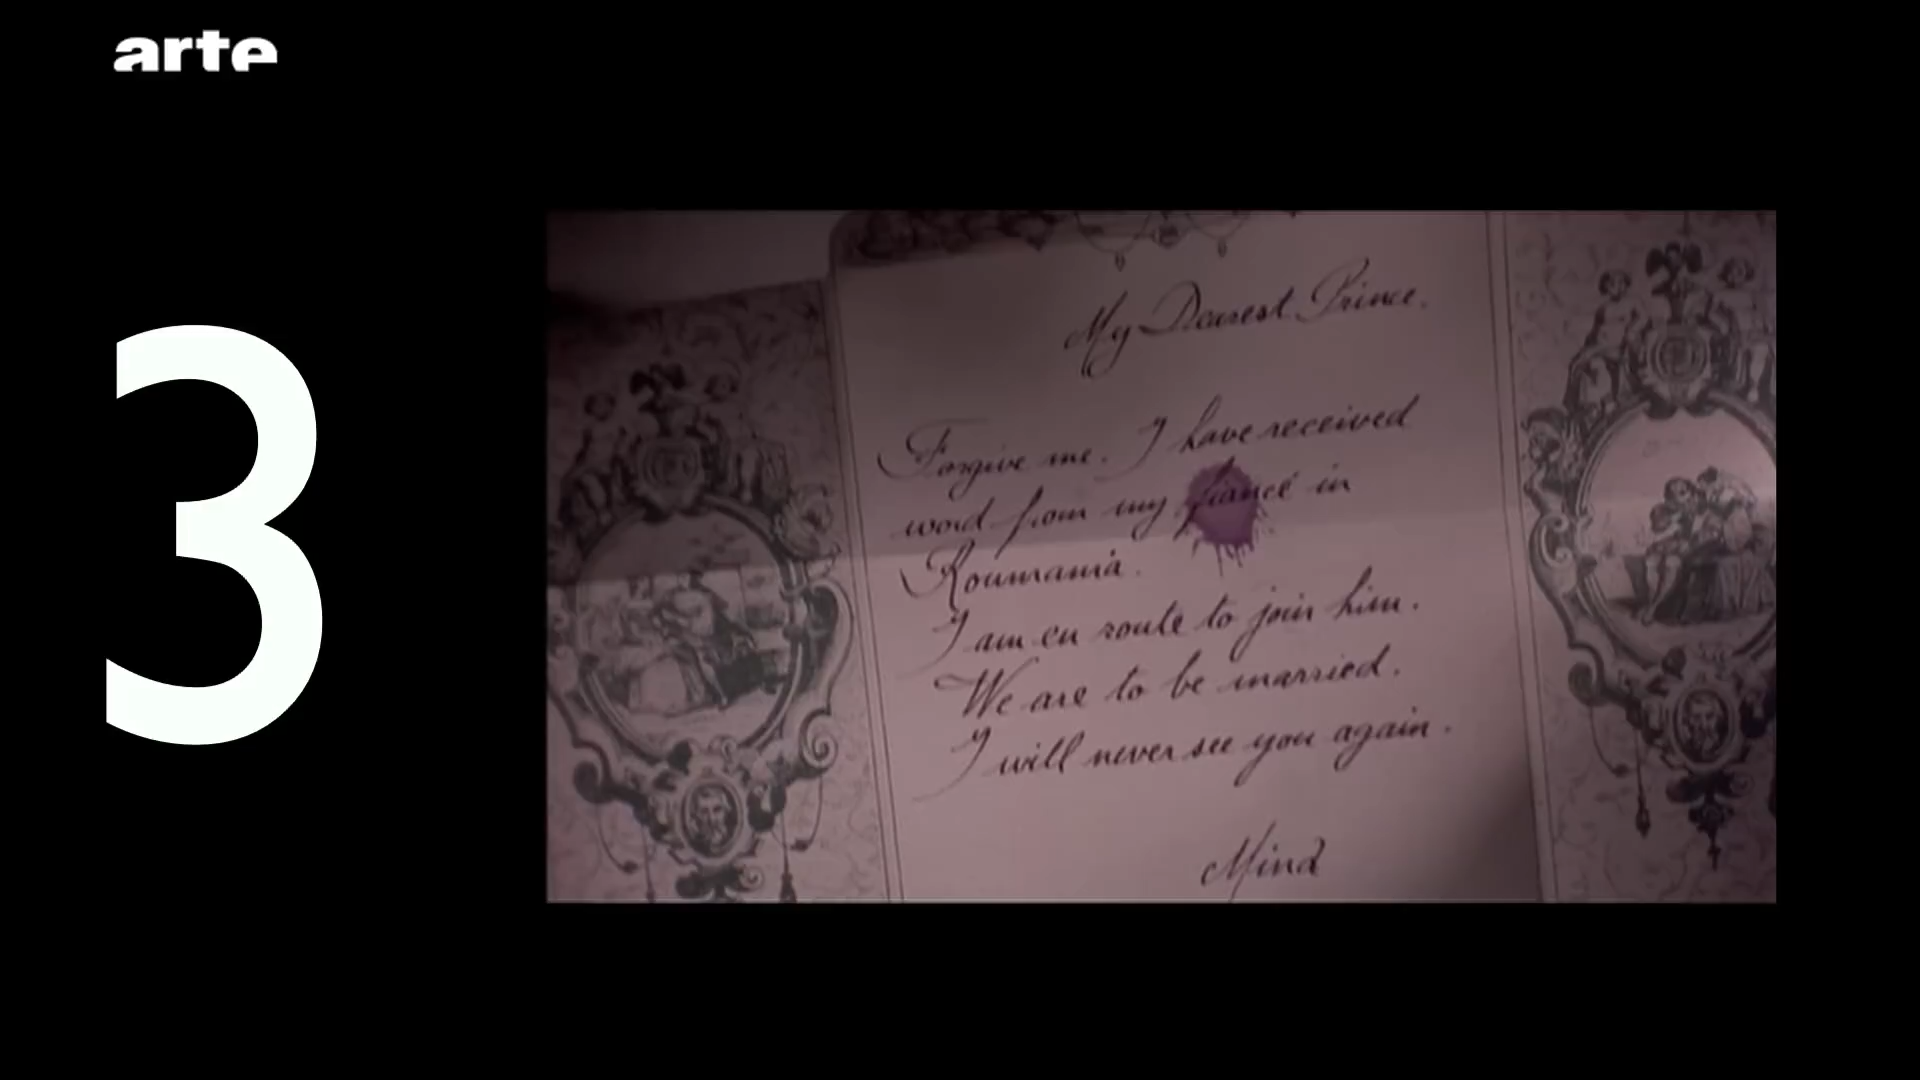 arte
3
My Dearest Prince.
Forgive me. I have received
word from my fiancé in
Roumania.
I am en route to join him.
We are to be married.
I will never see you again.
Mina